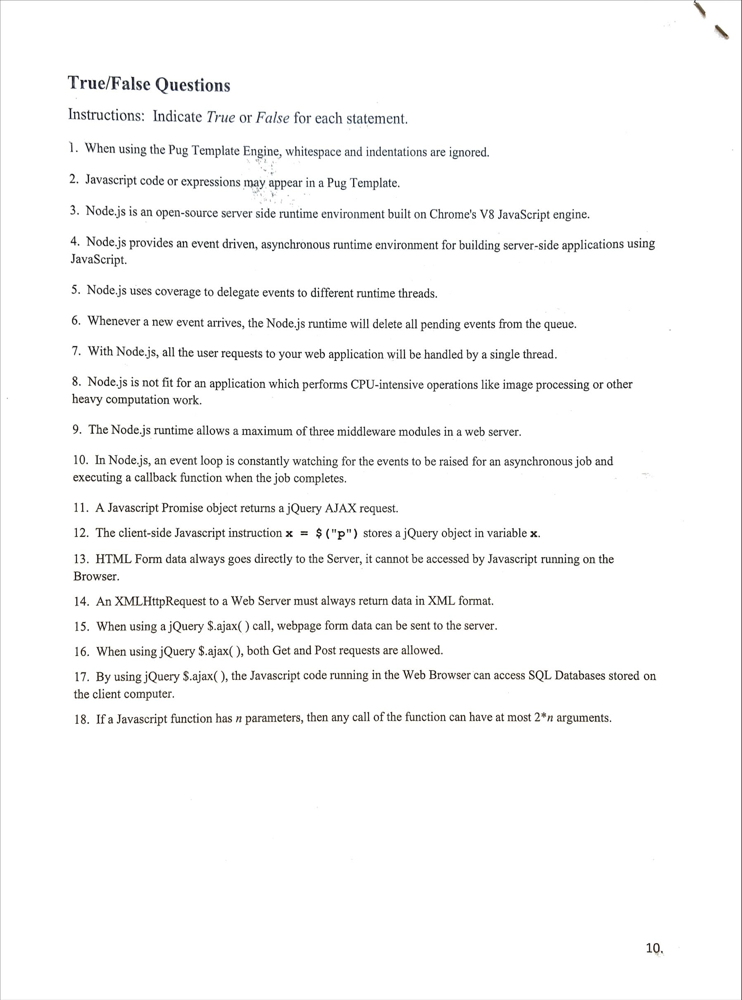 True/False Questions
Instructions: Indicate True or False for each statement.
1. When using the Pug Template Engine, whitespace and indentations are ignored.
2. Javascript code or expressions may appear in a Pug Template.
3. Node.js is an open-source server side runtime environment built on Chrome's V8 JavaScript engine.
4. Node.js provides an event driven, asynchronous runtime environment for building server-side applications using
JavaScript.
5. Node.js uses coverage to delegate events to different runtime threads.
6. Whenever a new event arrives, the Node.js runtime will delete all pending events from the queue.
7. With Node.js, all the user requests to your web application will be handled by a single thread.
8. Node.js is not fit for an application which performs CPU-intensive operations like image processing or other
heavy computation work.
9. The Node.js runtime allows a maximum of three middleware modules in a web server.
10. In Node.js, an event loop is constantly watching for the events to be raised for an asynchronous job and
executing a callback function when the job completes.
11. A Javascript Promise object returns a jQuery AJAX request.
12. The client-side Javascript instruction x = $("p") stores a jQuery object in variable x.
13. HTML Form data always goes directly to the Server, it cannot be accessed by Javascript running on the
Browser.
14. An XMLHttpRequest to a Web Server must always return data in XML format.
15. When using a jQuery $.ajax( ) call, webpage form data can be sent to the server.
16. When using jQuery $.ajax( ), both Get and Post requests are allowed.
17. By using jQuery $.ajax( ), the Javascript code running in the Web Browser can access SQL Databases stored on
the client computer.
18. If a Javascript function has n parameters, then any call of the function can have at most 2*n arguments.
10.